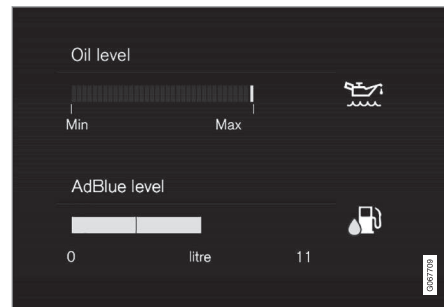 Oil level
Min Max
AdBlue level
0 litre 11
G067709